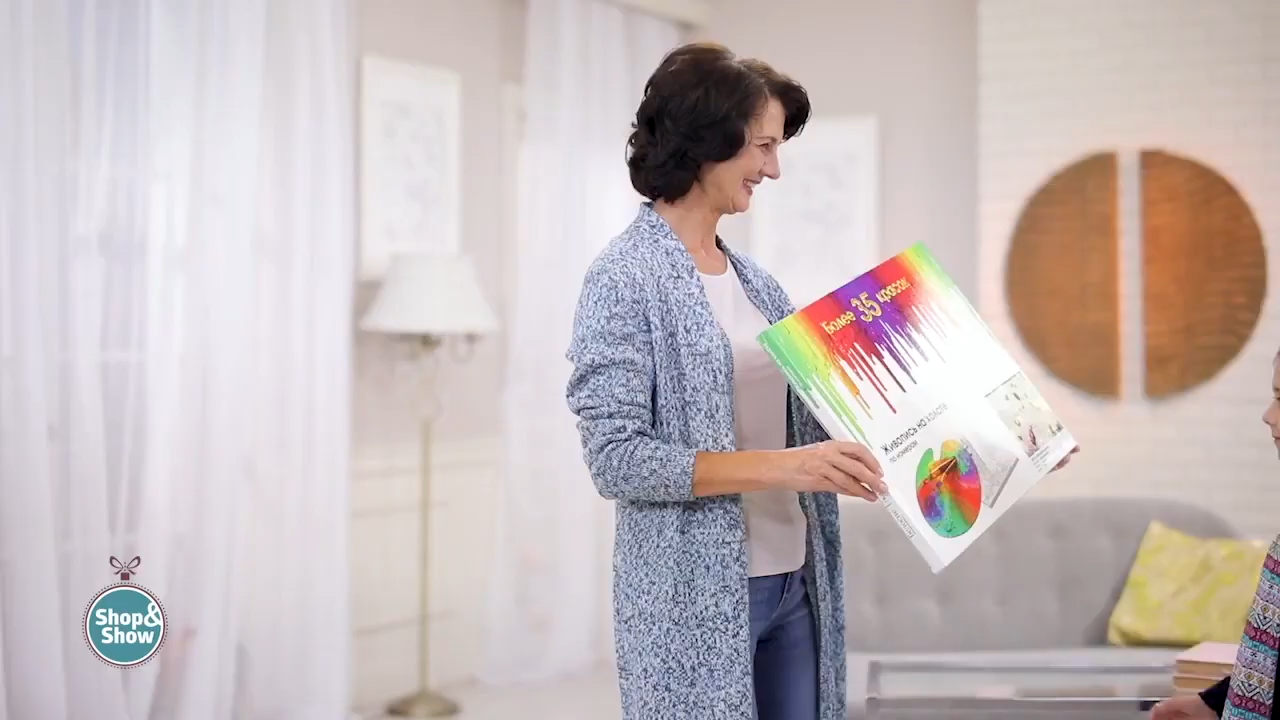 Более 35 красок
Живопись на холсте
по номерам
Shop&
Show